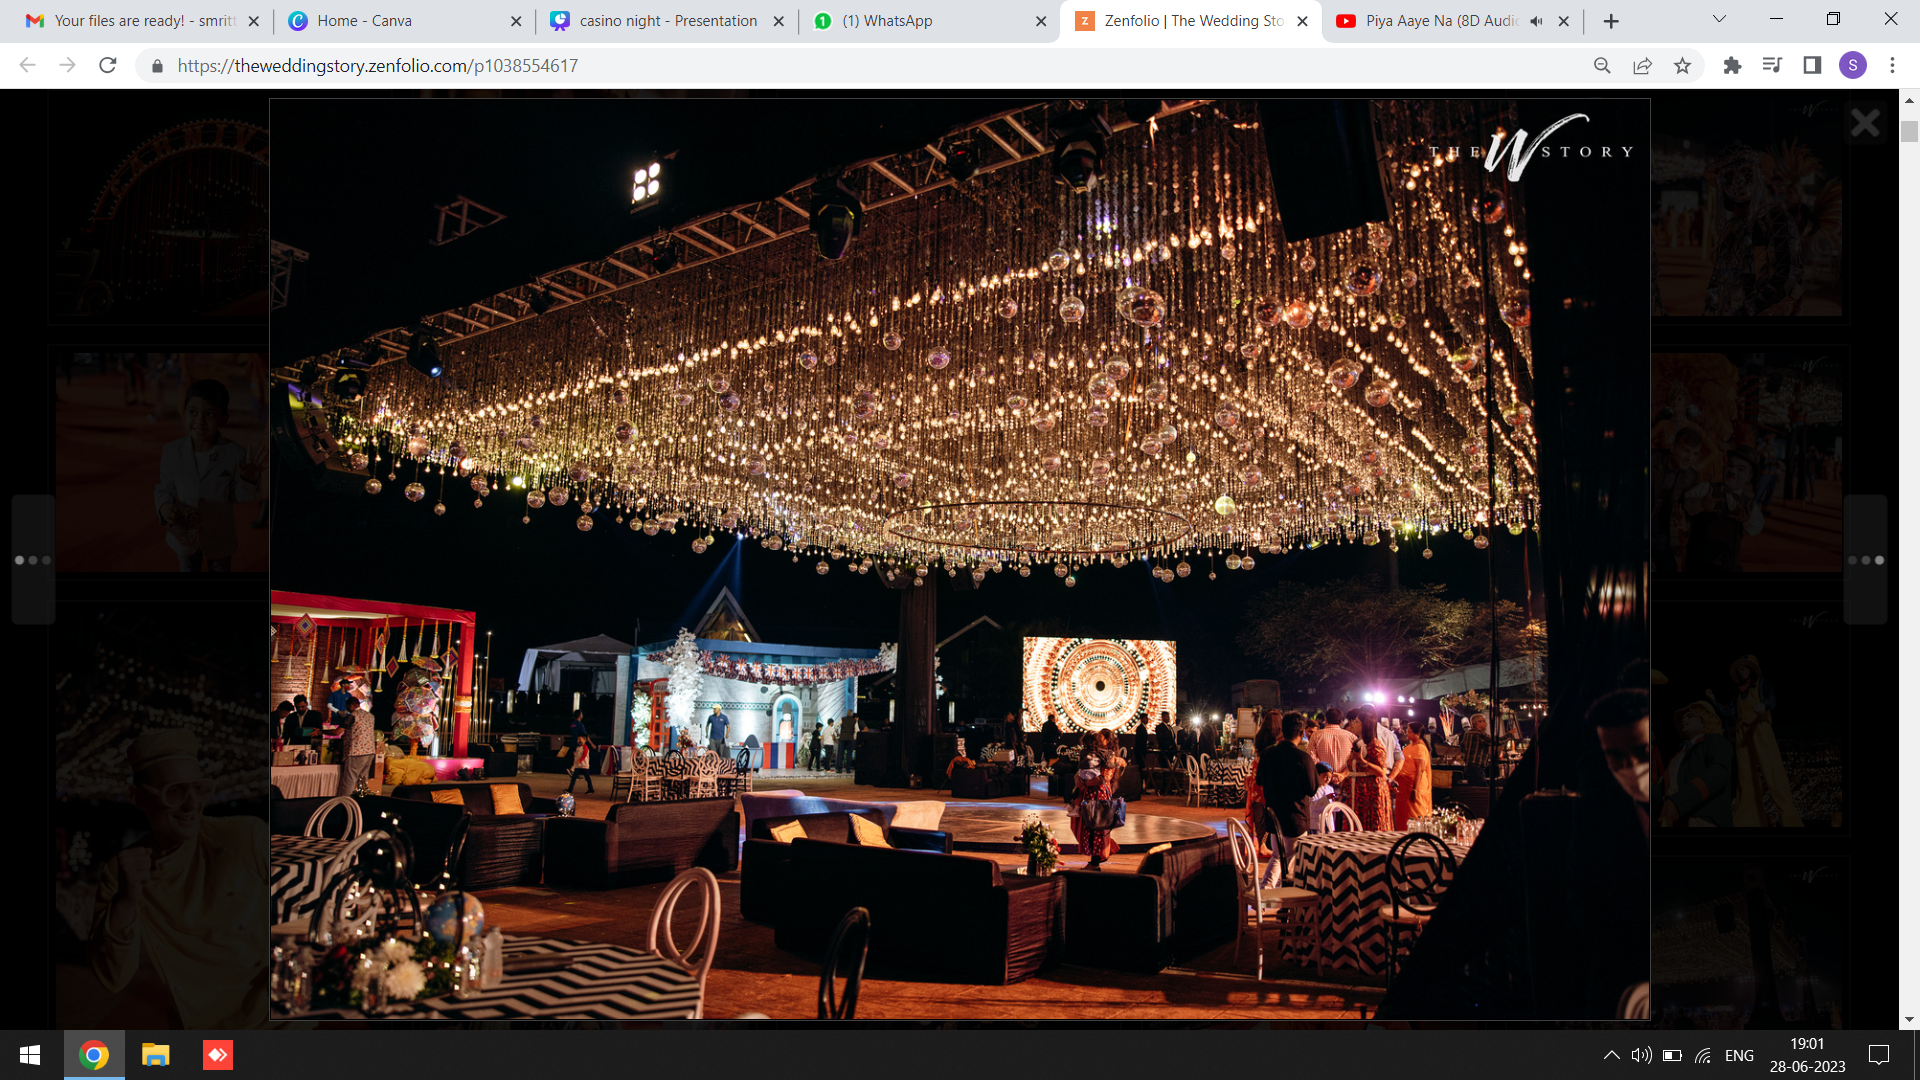 Your files are ready! - smritt
Home - Canva
casino night - Presentation
(1) WhatsApp
Zenfolio | The Wedding Sto
Piya Aaye Na (8D Audio
https://theweddingstory.zenfolio.com/p1038554617
S
THE W STORY
ENG
19:01
28-06-2023